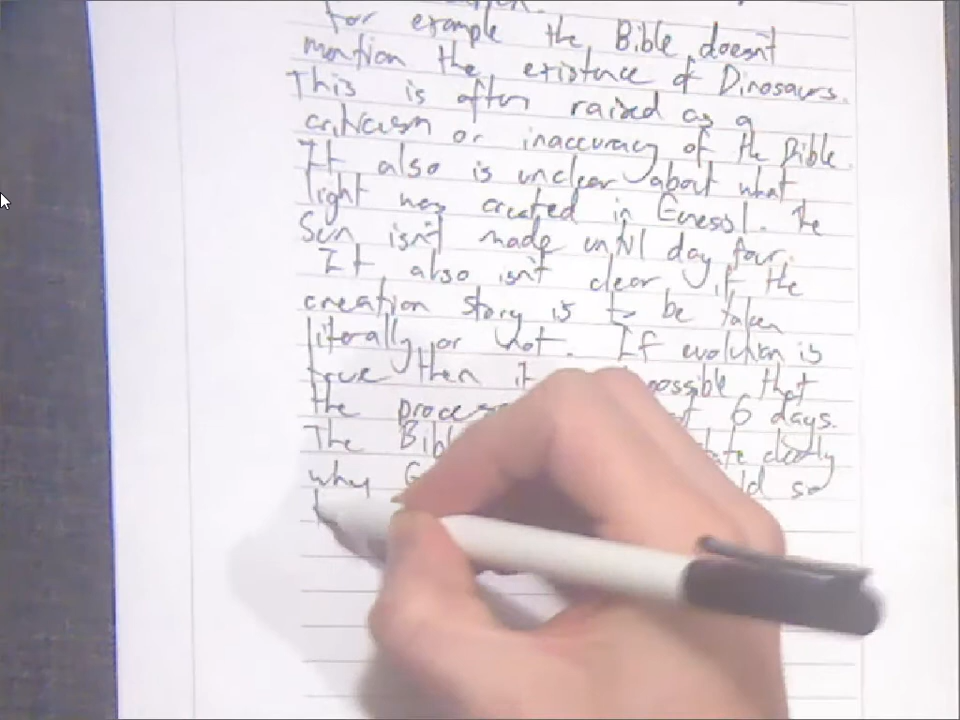 For example the Bible doesn't
mention the existence of Dinosaurs.
This is often raised as a
criticism or inaccuracy of the Bible.
It also is unclear about what
light was created in Genesis 1. The
Sun isn't made until day four.
It also isn't clear if the
creation story is to be taken
literally or not. If evolution is
true then it possible that
the process 6 days.
The clearly
why so